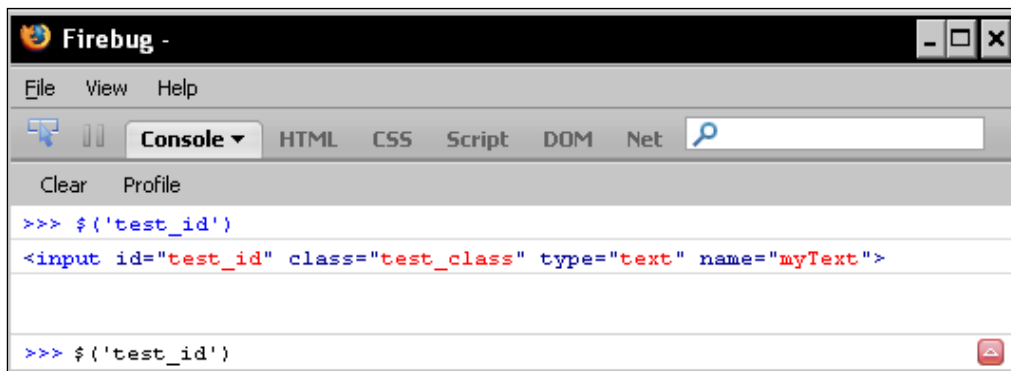 Firebug -
File View Help
Console ▾ HTML CSS Script DOM Net
Clear Profile
>>> $('test_id')
<input id="test_id" class="test_class" type="text" name="myText">
>>> $('test_id')